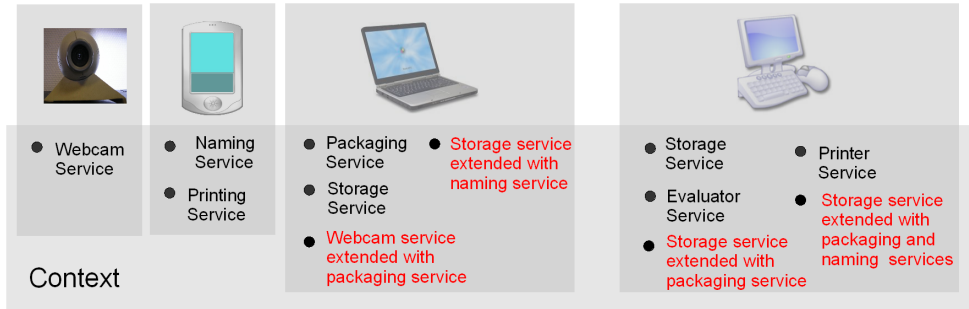 Webcam
Service
Naming
Service
Printing
Service
Packaging
Service
Storage
Service
Webcam service
extended with
packaging service
Storage service
extended with
naming service
Storage
Service
Evaluator
Service
Storage service
extended with
packaging service
Printer
Service
Storage service
extended with
packaging and
naming services
Context